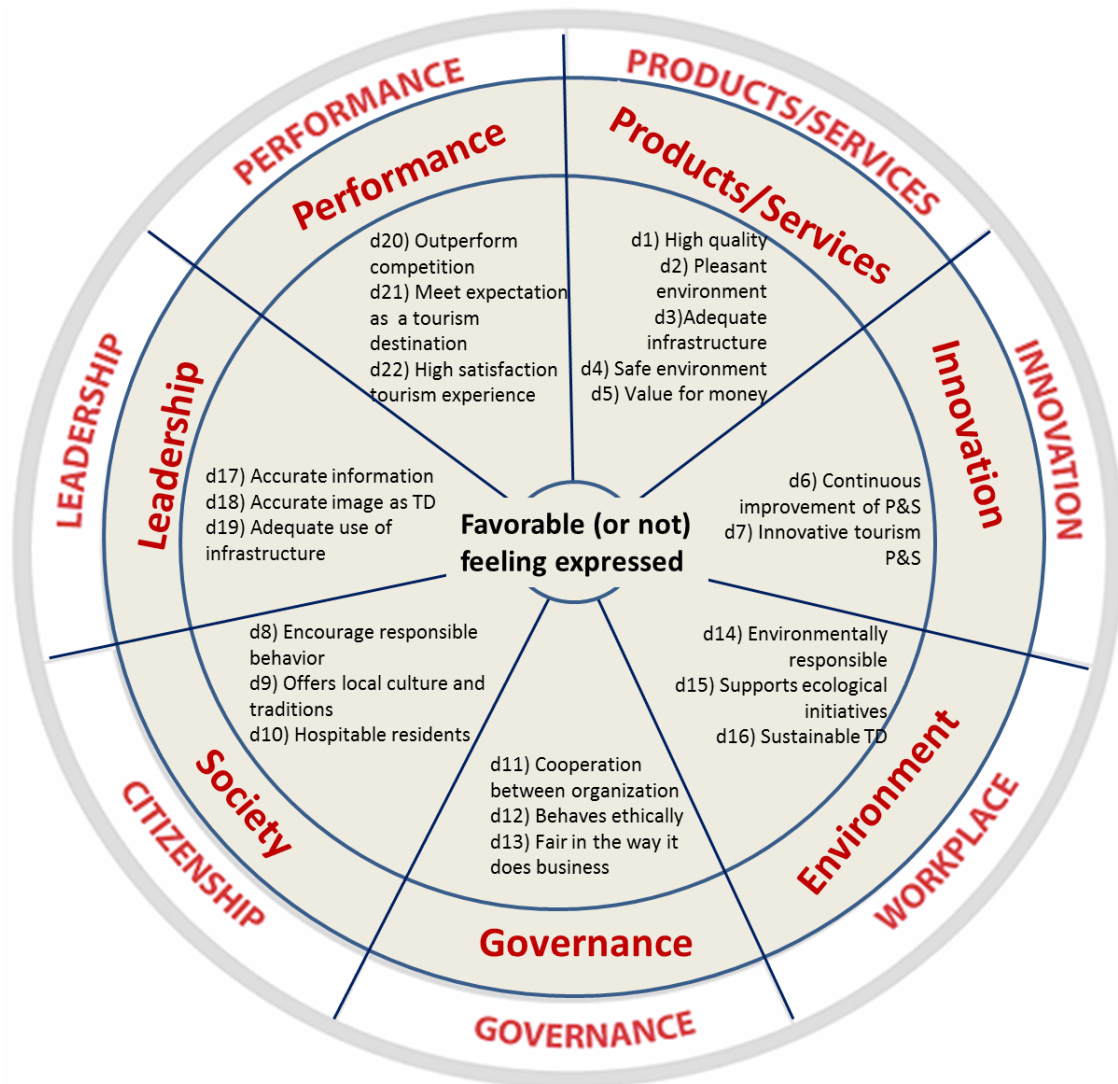 PERFORMANCE
PRODUCTS/SERVICES
Performance
Products/Services
d20) Outperform
competition
d21) Meet expectation
as a tourism
destination
d22) High satisfaction
tourism experience
d1) High quality
d2) Pleasant
environment
d3)Adequate
infrastructure
d4) Safe environment
d5) Value for money
LEADERSHIP
Leadership
d17) Accurate information
d18) Accurate image as TD
d19) Adequate use of
infrastructure
Favorable (or not)
feeling expressed
d6) Continuous
improvement of P&S
d7) Innovative tourism
P&S
Innovation
INNOVATION
d8) Encourage responsible
behavior
d9) Offers local culture and
traditions
d10) Hospitable residents
Society
CITIZENSHIP
d11) Cooperation
between organization
d12) Behaves ethically
d13) Fair in the way it
does business
Governance
GOVERNANCE
d14) Environmentally
responsible
d15) Supports ecological
initiatives
d16) Sustainable TD
Environment
WORKPLACE